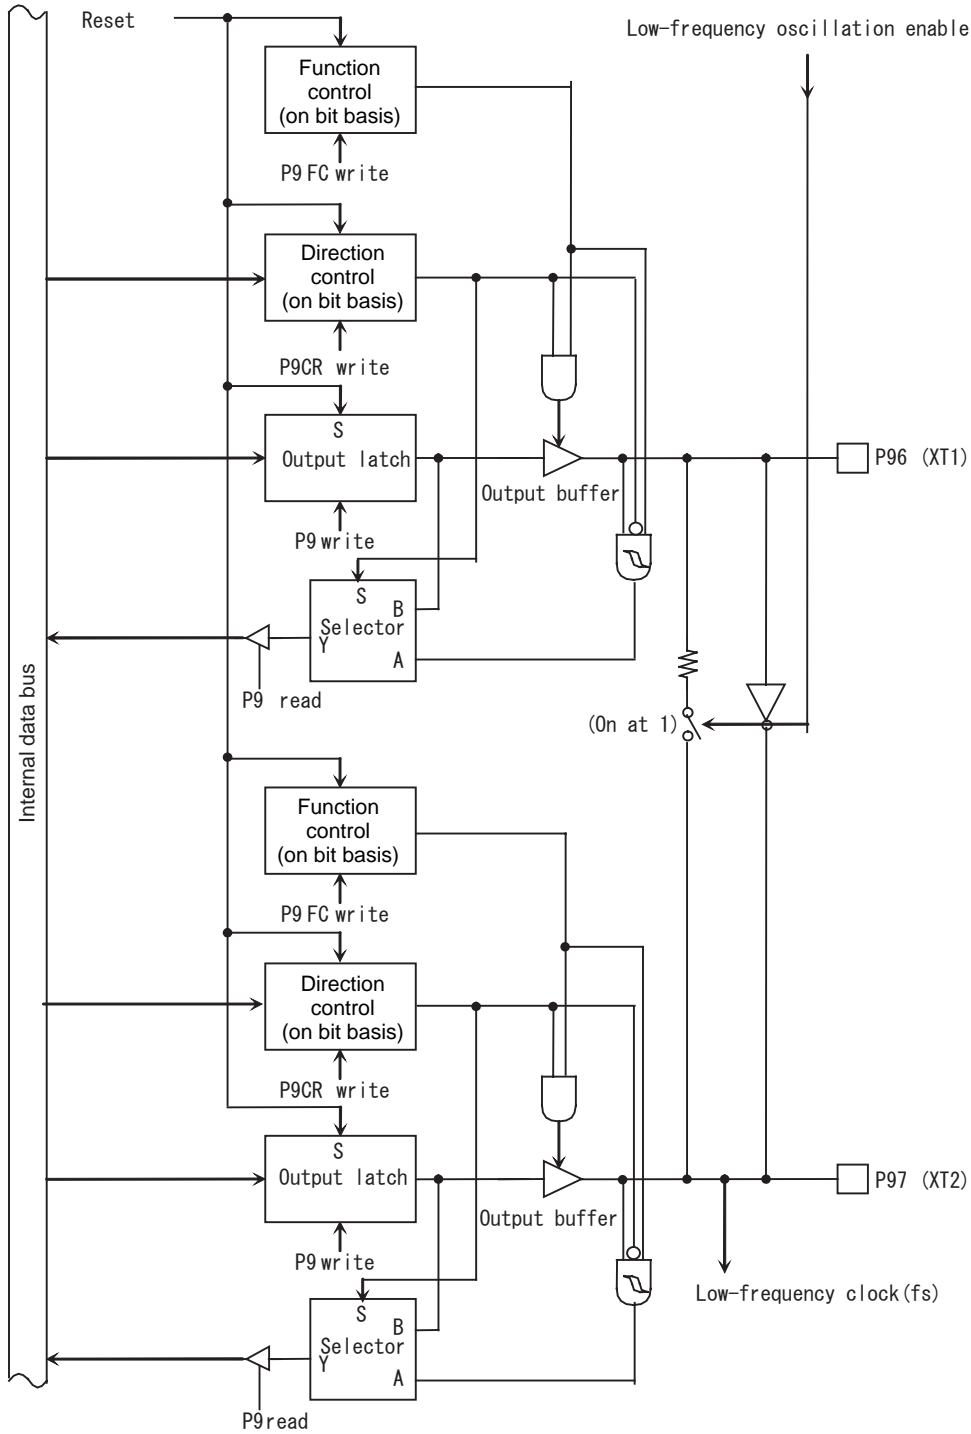 Reset
Low-frequency oscillation enable
Function
control
(on bit basis)
P9 FC write
Direction
control
(on bit basis)
P9CR write
S
Output latch
P9 write
Output buffer
P96 (XT1)
S
B
Selector
Y
A
P9 read
(On at 1)
Internal data bus
Function
control
(on bit basis)
P9 FC write
Direction
control
(on bit basis)
P9CR write
S
Output latch
P9 write
Output buffer
P97 (XT2)
Low-frequency clock(fs)
S
B
Selector
Y
A
P9 read